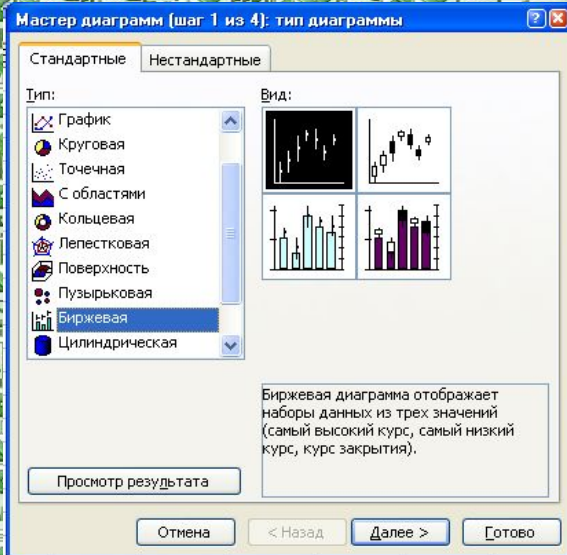 Мастер диаграмм (шаг 1 из 4): тип диаграммы
Стандартные
Нестандартные
Тип:
График
Круговая
Точечная
С областями
Кольцевая
Лепестковая
Поверхность
Пузырьковая
Биржевая
Цилиндрическая
Вид:
Биржевая диаграмма отображает
наборы данных из трех значений
(самый высокий курс, самый низкий
курс, курс закрытия).
Просмотр результата
Отмена
< Назад
Далее >
Готово